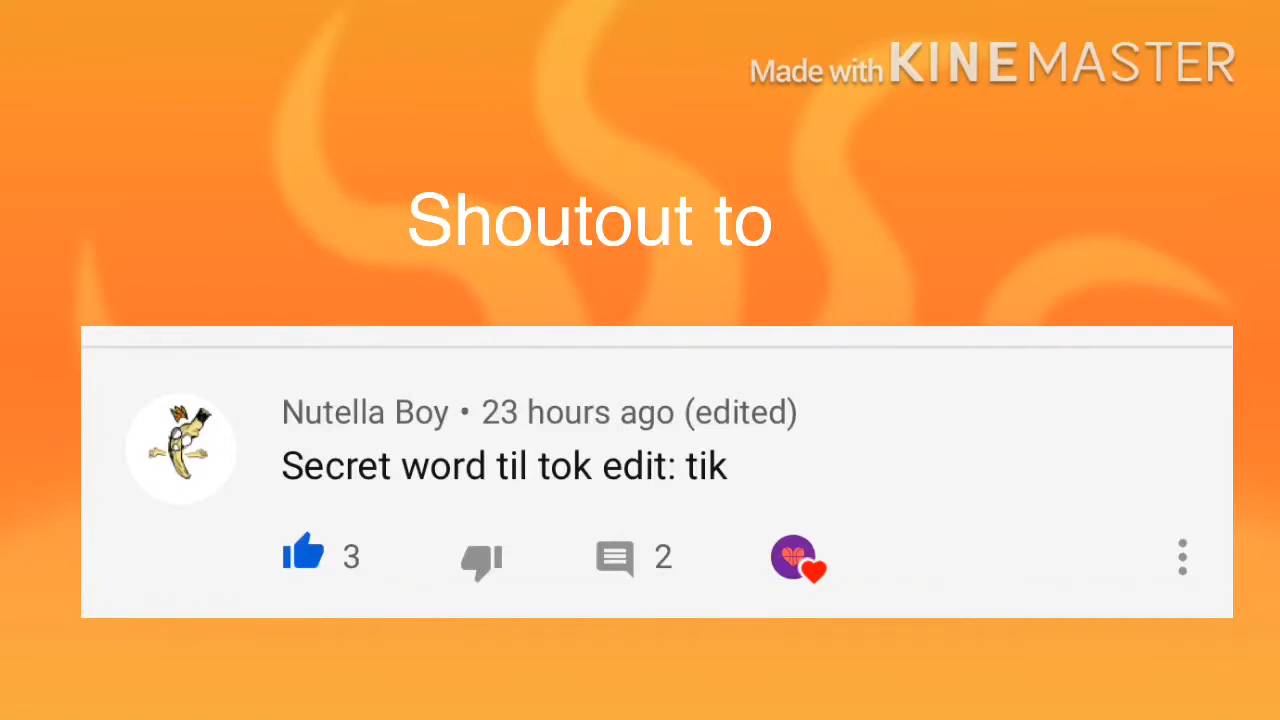 Made with KINEMASTER
Shoutout to
Nutella Boy • 23 hours ago (edited)
Secret word til tok edit: tik
3 2